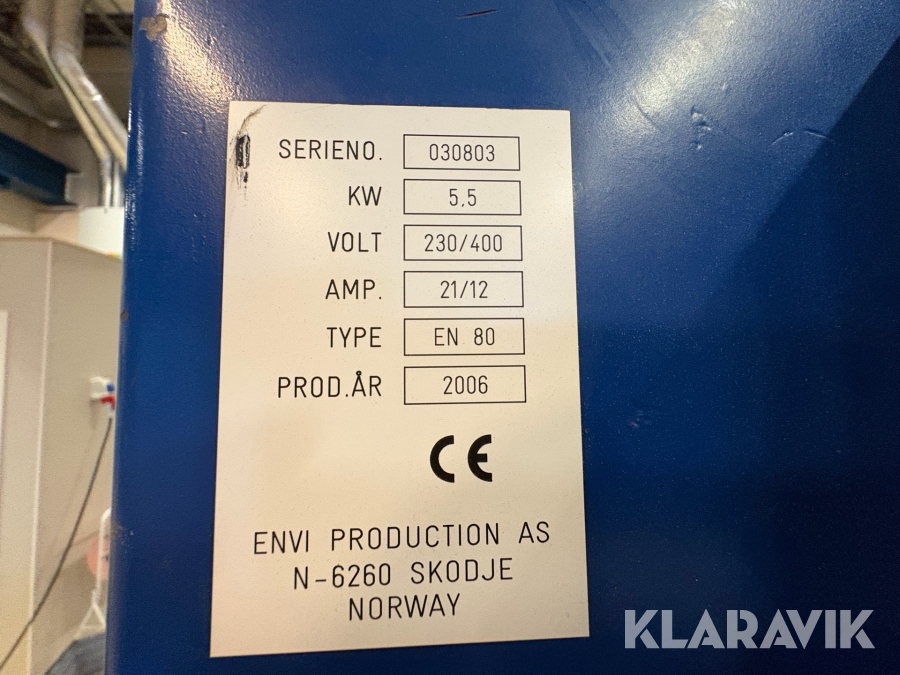 SERIENO. 030803
KW 5,5
VOLT 230/400
AMP. 21/12
TYPE EN 80
PROD.ÅR 2006
CE
ENVI PRODUCTION AS
N-6260 SKODJE
NORWAY
KLARAVIK